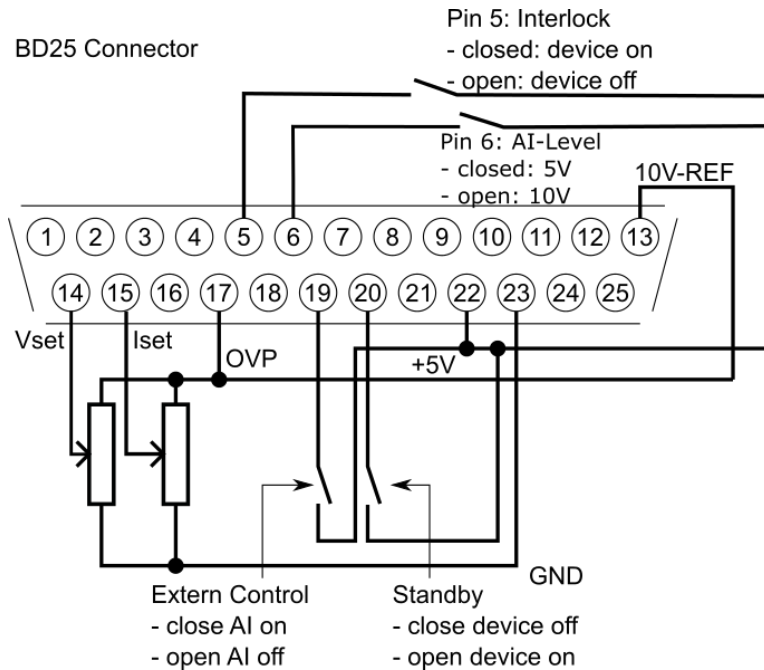 Pin 5: Interlock
BD25 Connector
- closed: device on
- open: device off
Pin 6: AI-Level
- closed: 5V
- open: 10V
10V-REF
1 2 3 4 5 6 7 8 9 10 11 12 13
14 15 16 17 18 19 20 21 22 23 24 25
Vset
Iset
OVP
+5V
GND
Extern Control
- close AI on
- open AI off
Standby
- close device off
- open device on